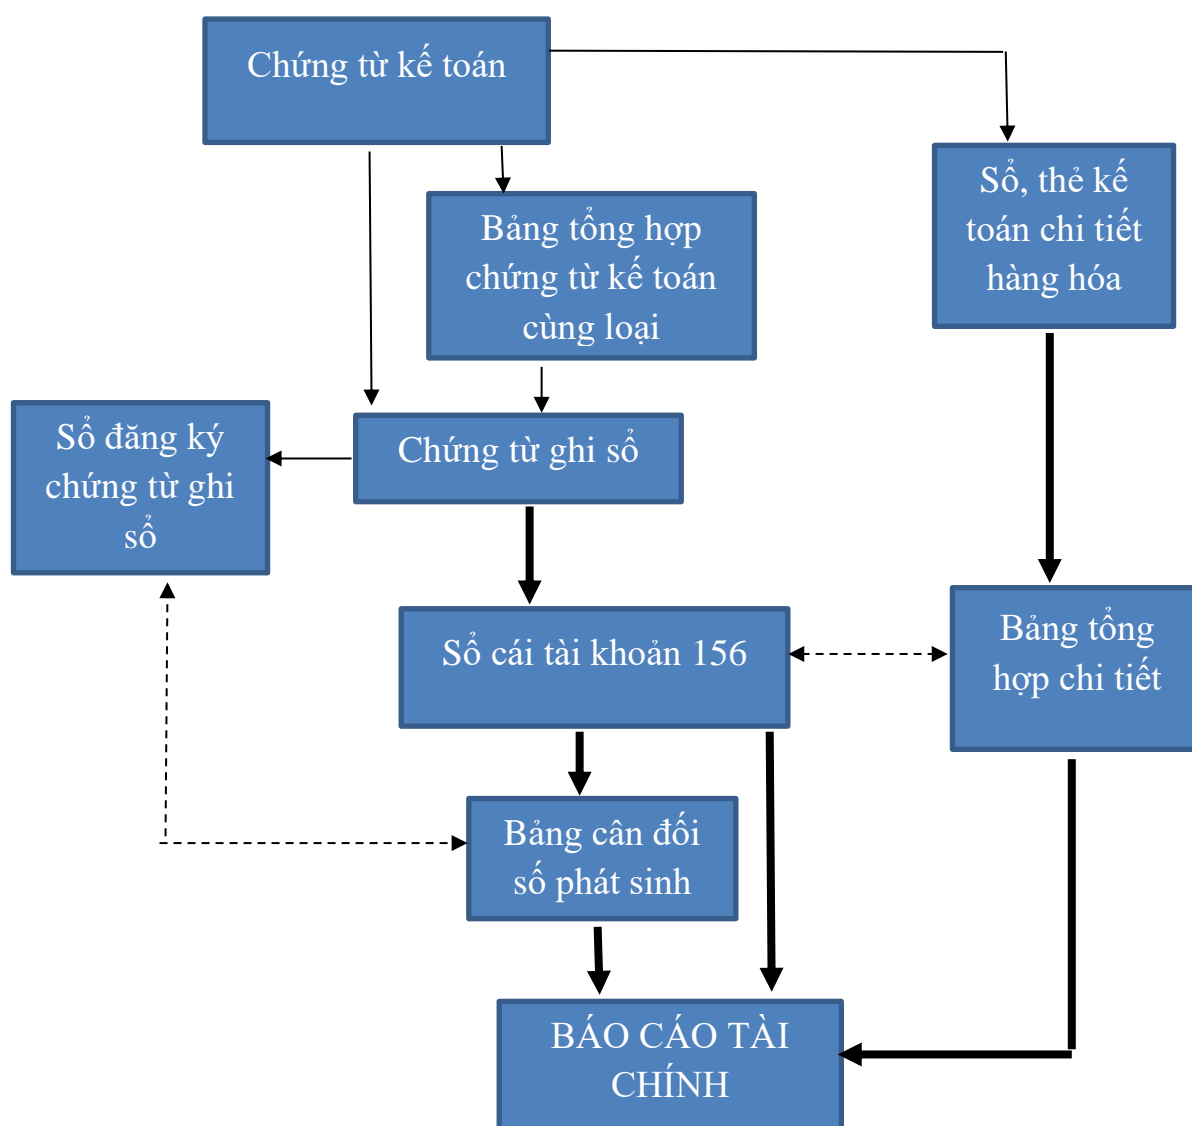 Chứng từ kế toán
Sổ, thẻ kế
toán chi tiết
hàng hóa
Bảng tổng hợp
chứng từ kế toán
cùng loại
Sổ đăng ký
chứng từ ghi
sổ
Chứng từ ghi sổ
Sổ cái tài khoản 156
Bảng tổng
hợp chi tiết
Bảng cân đối
số phát sinh
BÁO CÁO TÀI
CHÍNH